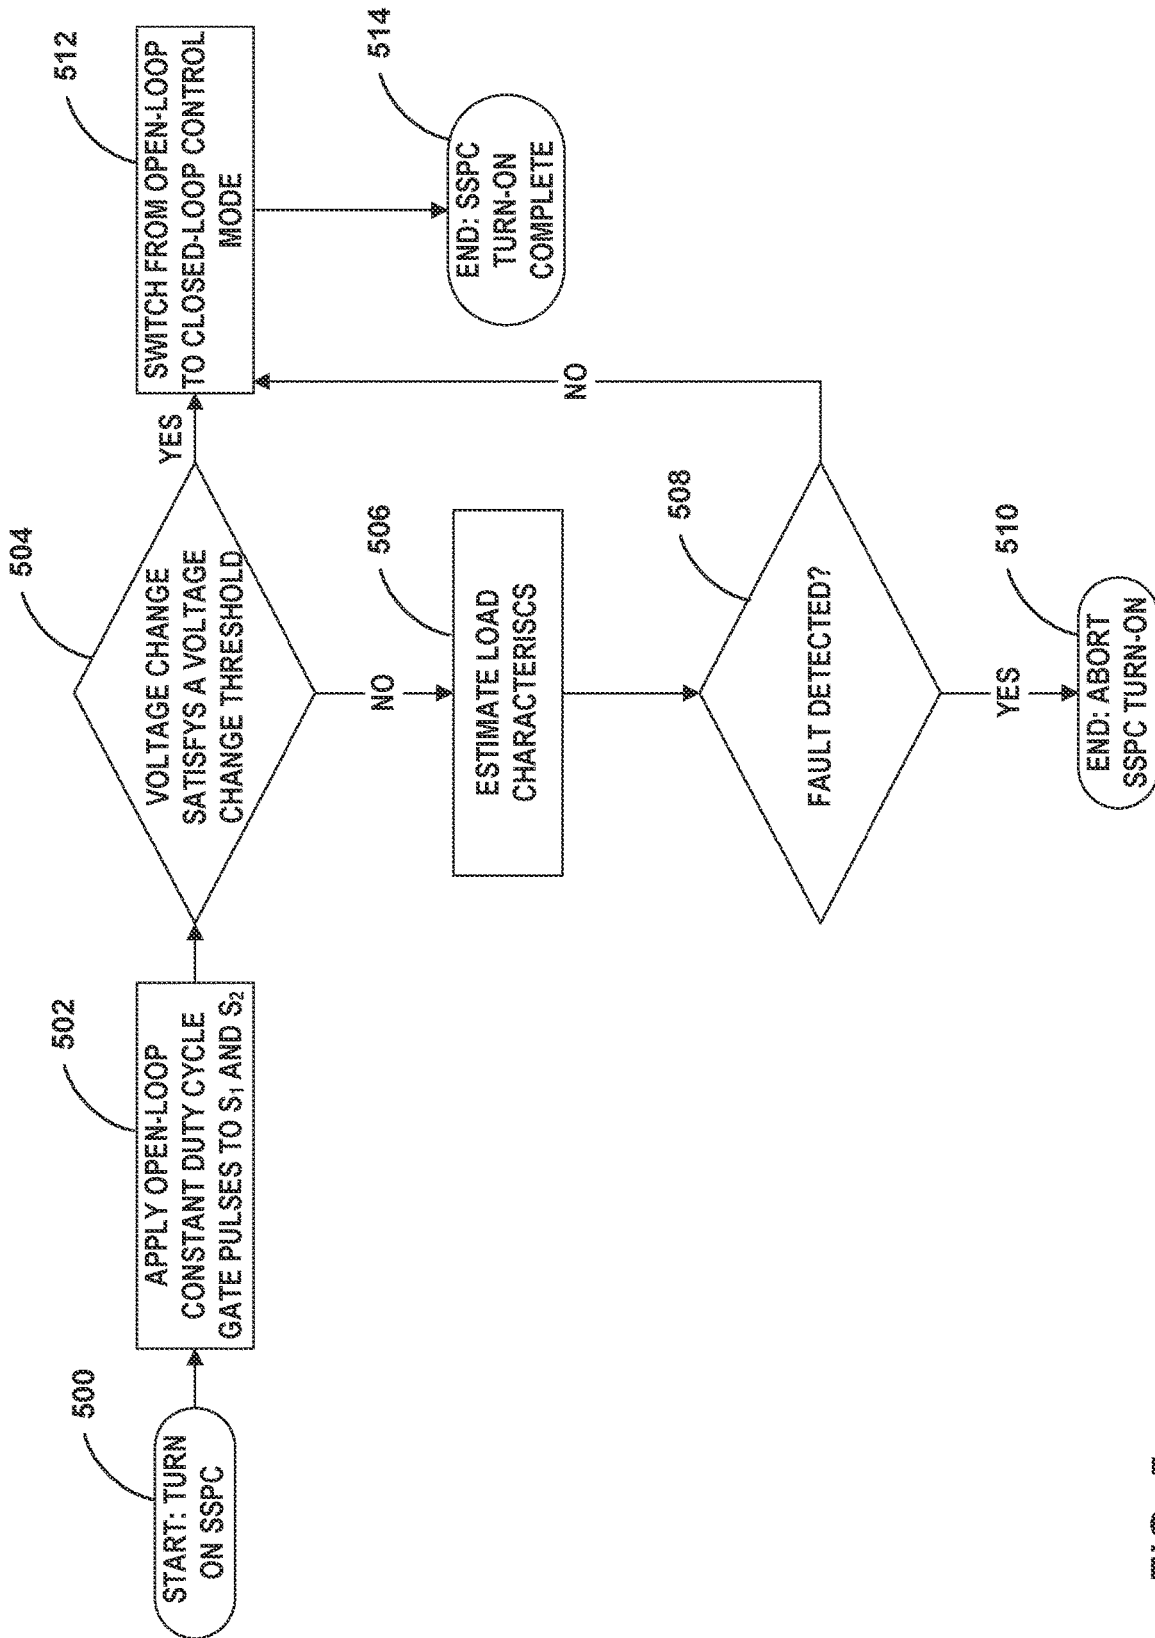 500
START: TURN
ON SSPC
502
APPLY OPEN-LOOP
CONSTANT DUTY CYCLE
GATE PULSES TO S₁ AND S₂
504
VOLTAGE CHANGE
SATISFYS A VOLTAGE
CHANGE THRESHOLD
YES
NO
512
SWITCH FROM OPEN-LOOP
TO CLOSED-LOOP CONTROL
MODE
514
END: SSPC
TURN-ON
COMPLETE
506
ESTIMATE LOAD
CHARACTERISCS
508
FAULT DETECTED?
NO
YES
510
END: ABORT
SSPC TURN-ON